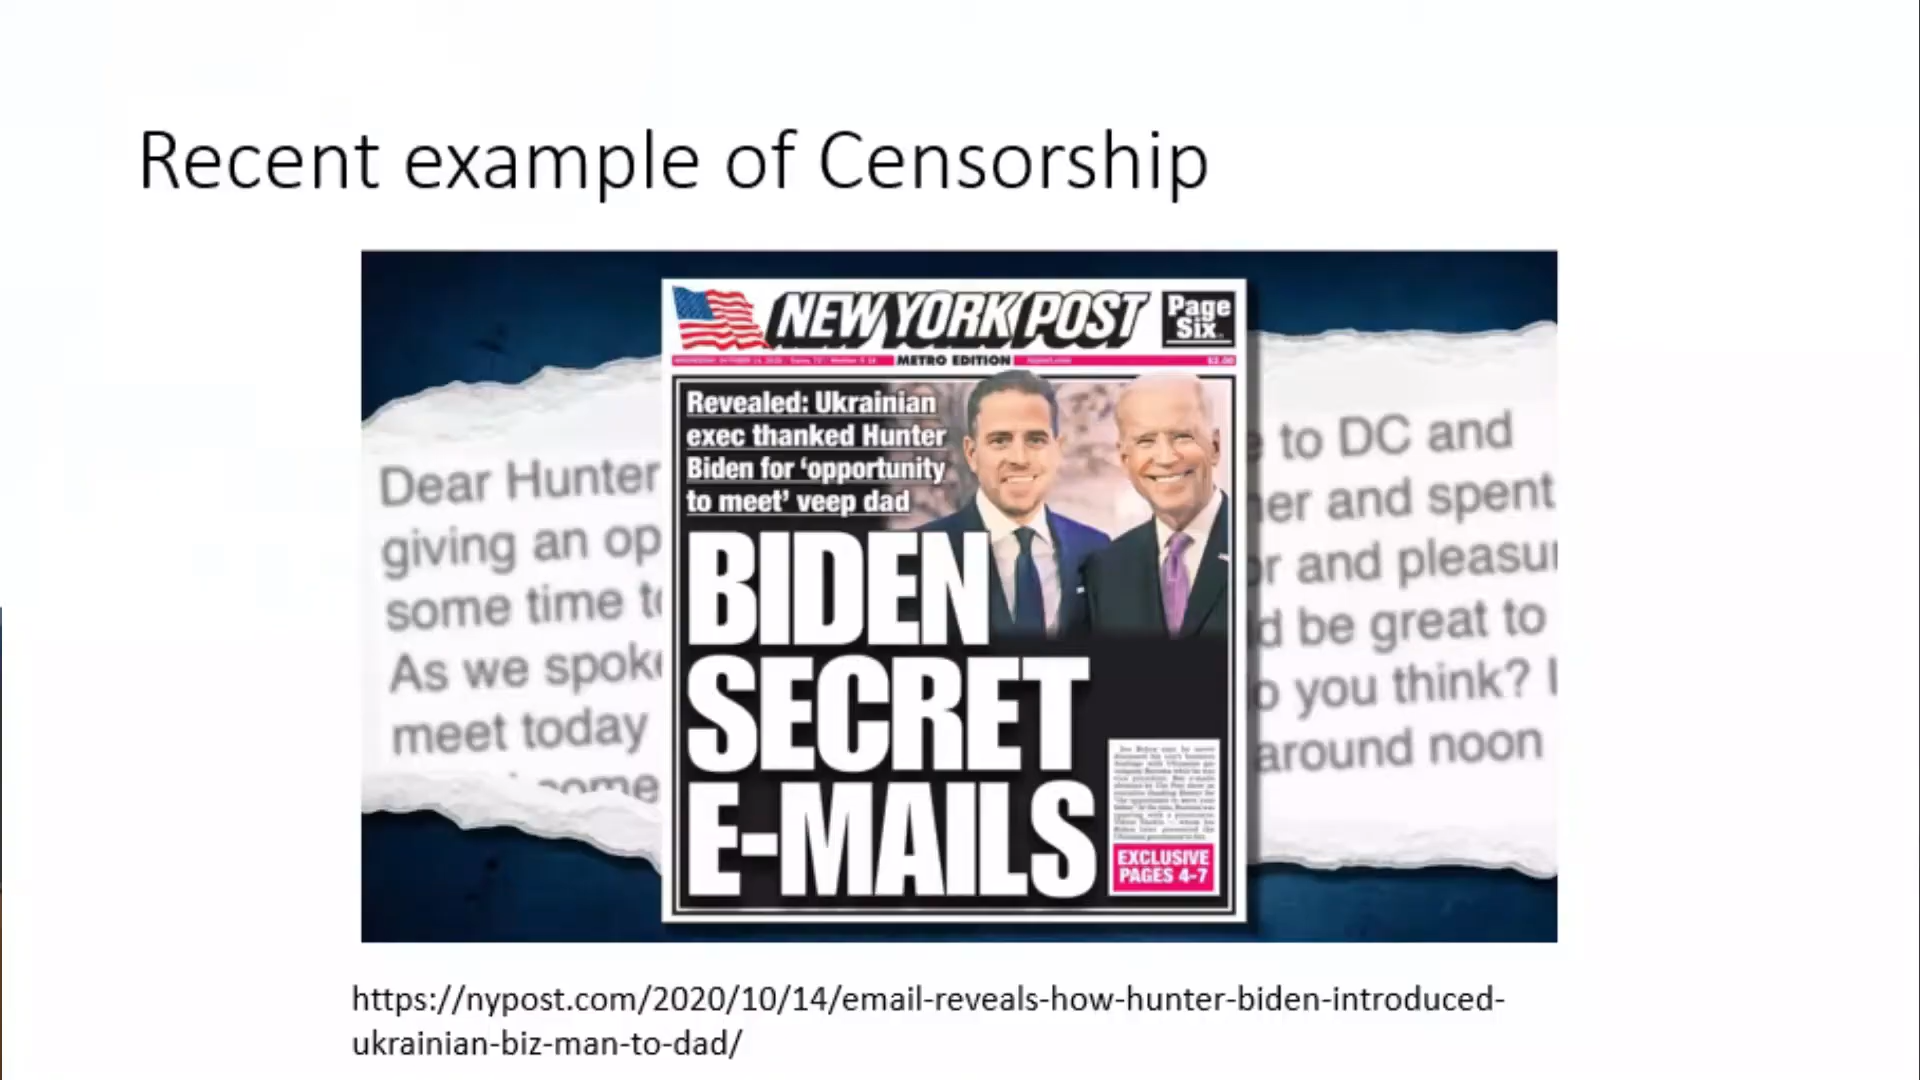 Recent example of Censorship
NEW YORK POST
Page
Six
METRO EDITION
Revealed: Ukrainian
exec thanked Hunter
Biden for ‘opportunity
to meet’ veep dad
BIDEN
SECRET
E-MAILS
EXCLUSIVE
PAGES 4-7
Dear Hunter
giving an op
some time to
As we spoke
meet today
to DC and
er and spent
r and pleasur
d be great to
o you think? I
around noon
https://nypost.com/2020/10/14/email-reveals-how-hunter-biden-introduced-
ukrainian-biz-man-to-dad/